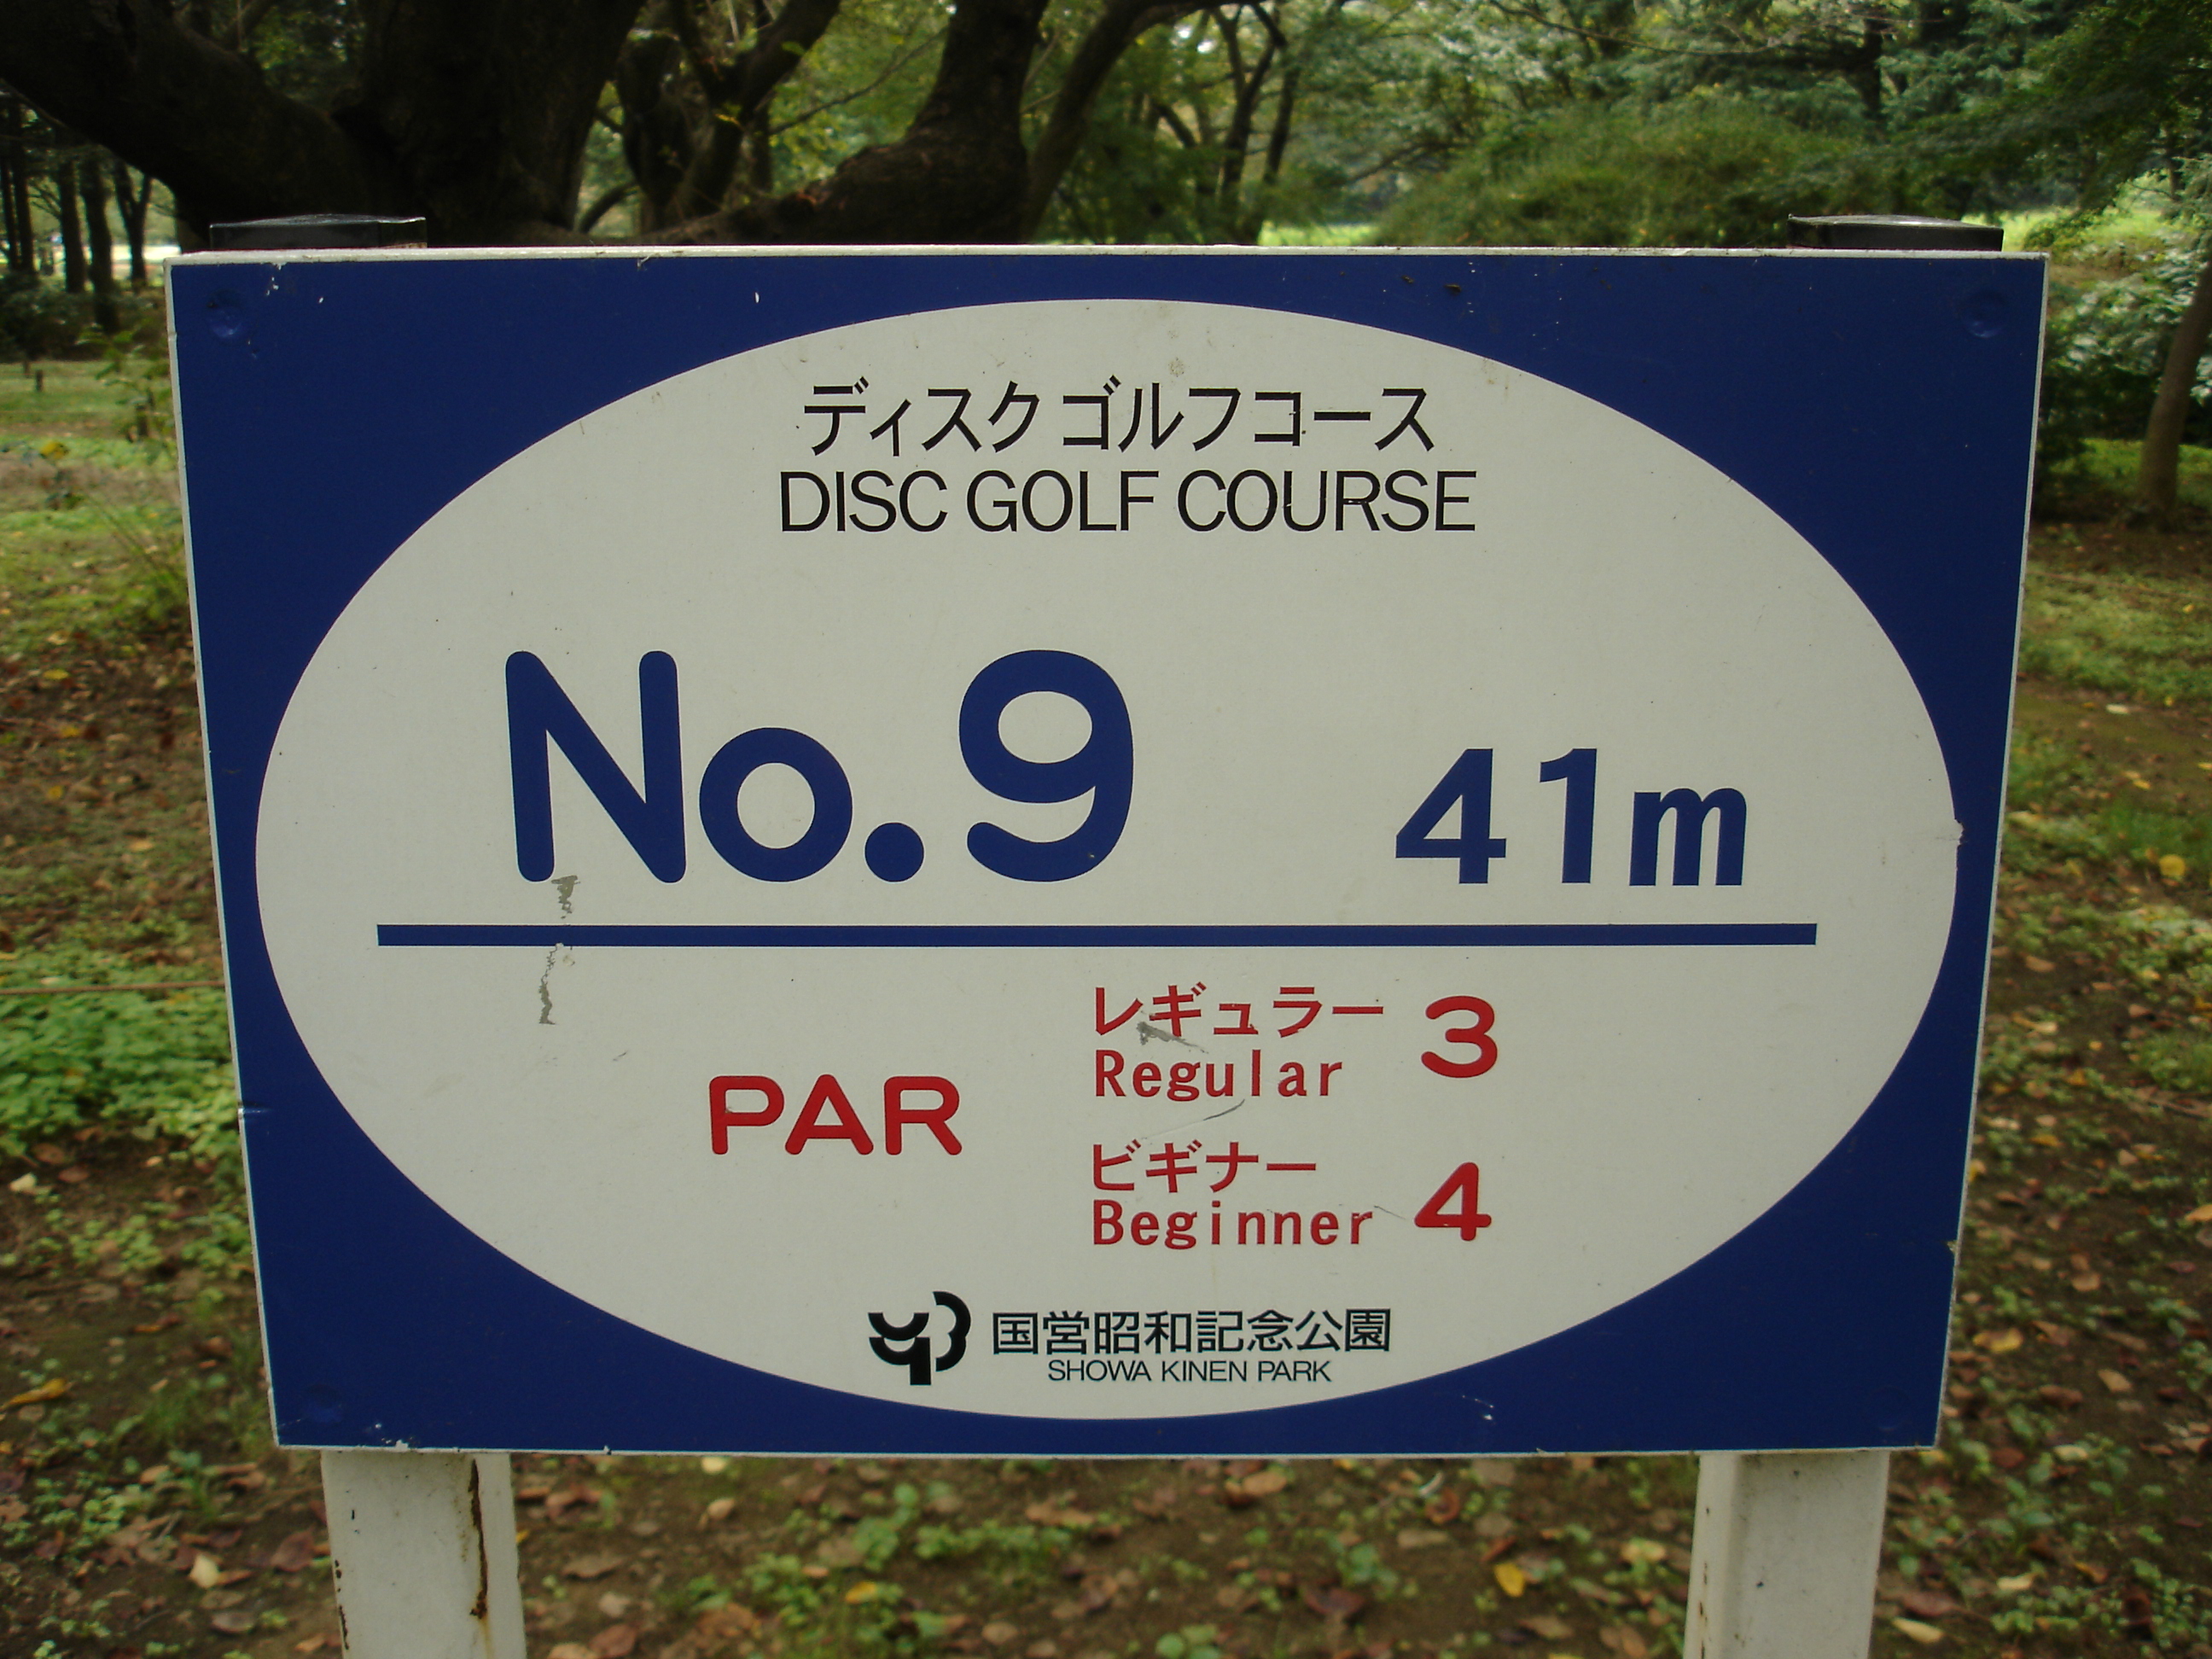 ディスクゴルフコース
DISC GOLF COURSE
No.9 41m
PAR
レギュラー 3
Regular
ビギナー 4
Beginner
国営昭和記念公園
SHOWA KINEN PARK